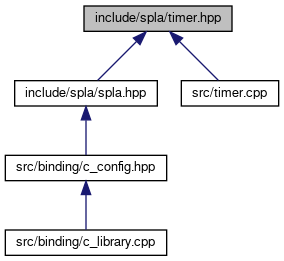 include/spla/timer.hpp
include/spla/spla.hpp
src/timer.cpp
src/binding/c_config.hpp
src/binding/c_library.cpp